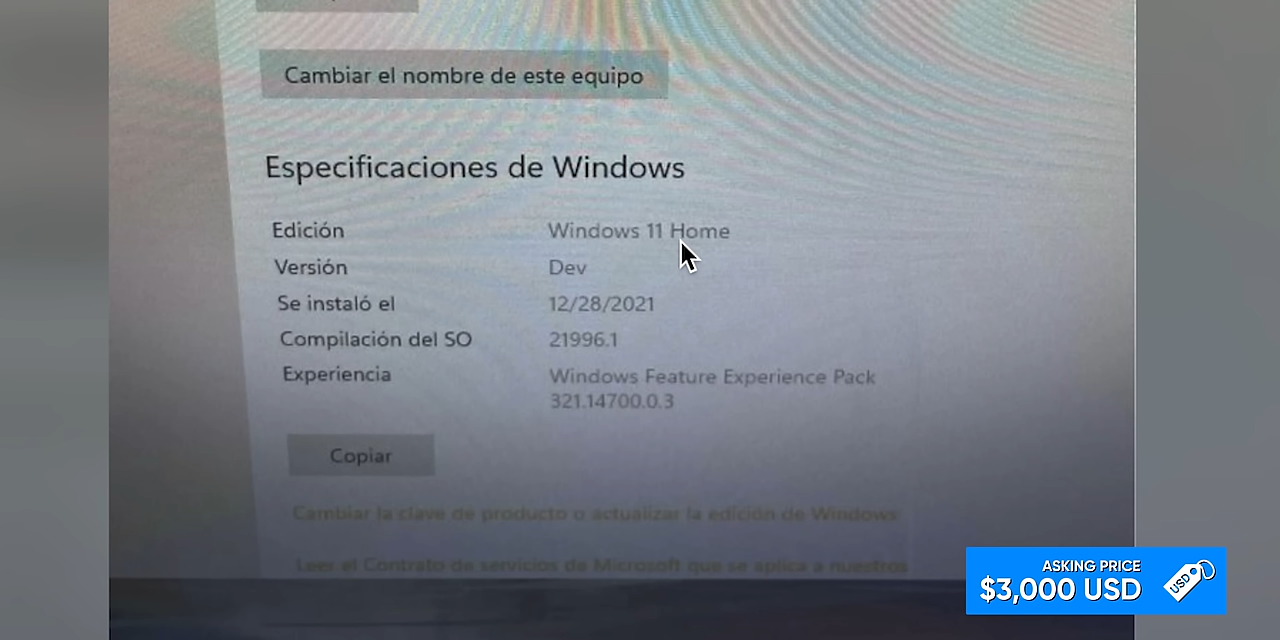 Cambiar el nombre de este equipo
Especificaciones de Windows
Edición Windows 11 Home
Versión Dev
Se instaló el 12/28/2021
Compilación del SO 21996.1
Experiencia Windows Feature Experience Pack
321.14700.0.3
Copiar
Cambiar la clave de producto o actualizar la edición de Windows
Leer el Contrato de servicios de Microsoft que se aplica a nuestros
ASKING PRICE
$3,000 USD
USD